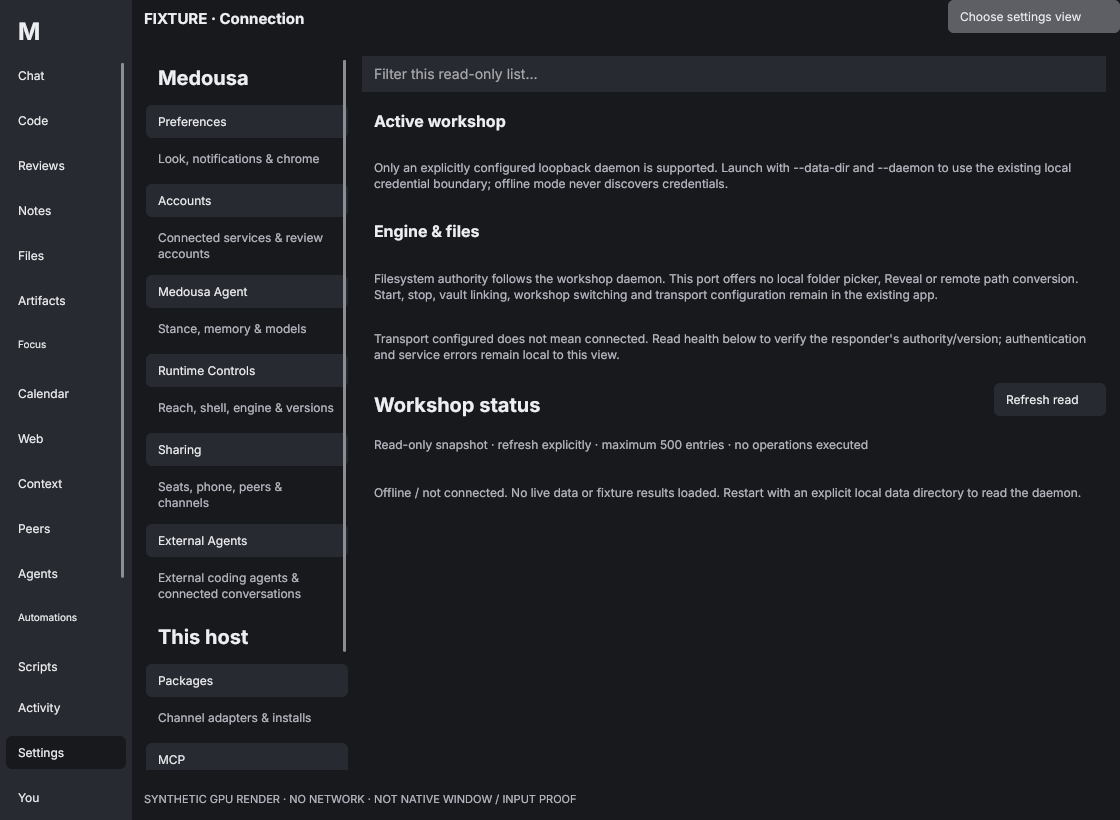 M
Chat
Code
Reviews
Notes
Files
Artifacts
Focus
Calendar
Web
Context
Peers
Agents
Automations
Scripts
Activity
Settings
You
FIXTURE · Connection
Choose settings view
Medousa
Preferences
Look, notifications & chrome
Accounts
Connected services & review
accounts
Medousa Agent
Stance, memory & models
Runtime Controls
Reach, shell, engine & versions
Sharing
Seats, phone, peers &
channels
External Agents
External coding agents &
connected conversations
This host
Packages
Channel adapters & installs
MCP
Filter this read-only list...
Active workshop
Only an explicitly configured loopback daemon is supported. Launch with --data-dir and --daemon to use the existing local
credential boundary; offline mode never discovers credentials.
Engine & files
Filesystem authority follows the workshop daemon. This port offers no local folder picker, Reveal or remote path conversion.
Start, stop, vault linking, workshop switching and transport configuration remain in the existing app.
Transport configured does not mean connected. Read health below to verify the responder's authority/version; authentication
and service errors remain local to this view.
Workshop status
Refresh read
Read-only snapshot · refresh explicitly · maximum 500 entries · no operations executed
Offline / not connected. No live data or fixture results loaded. Restart with an explicit local data directory to read the daemon.
SYNTHETIC GPU RENDER · NO NETWORK · NOT NATIVE WINDOW / INPUT PROOF